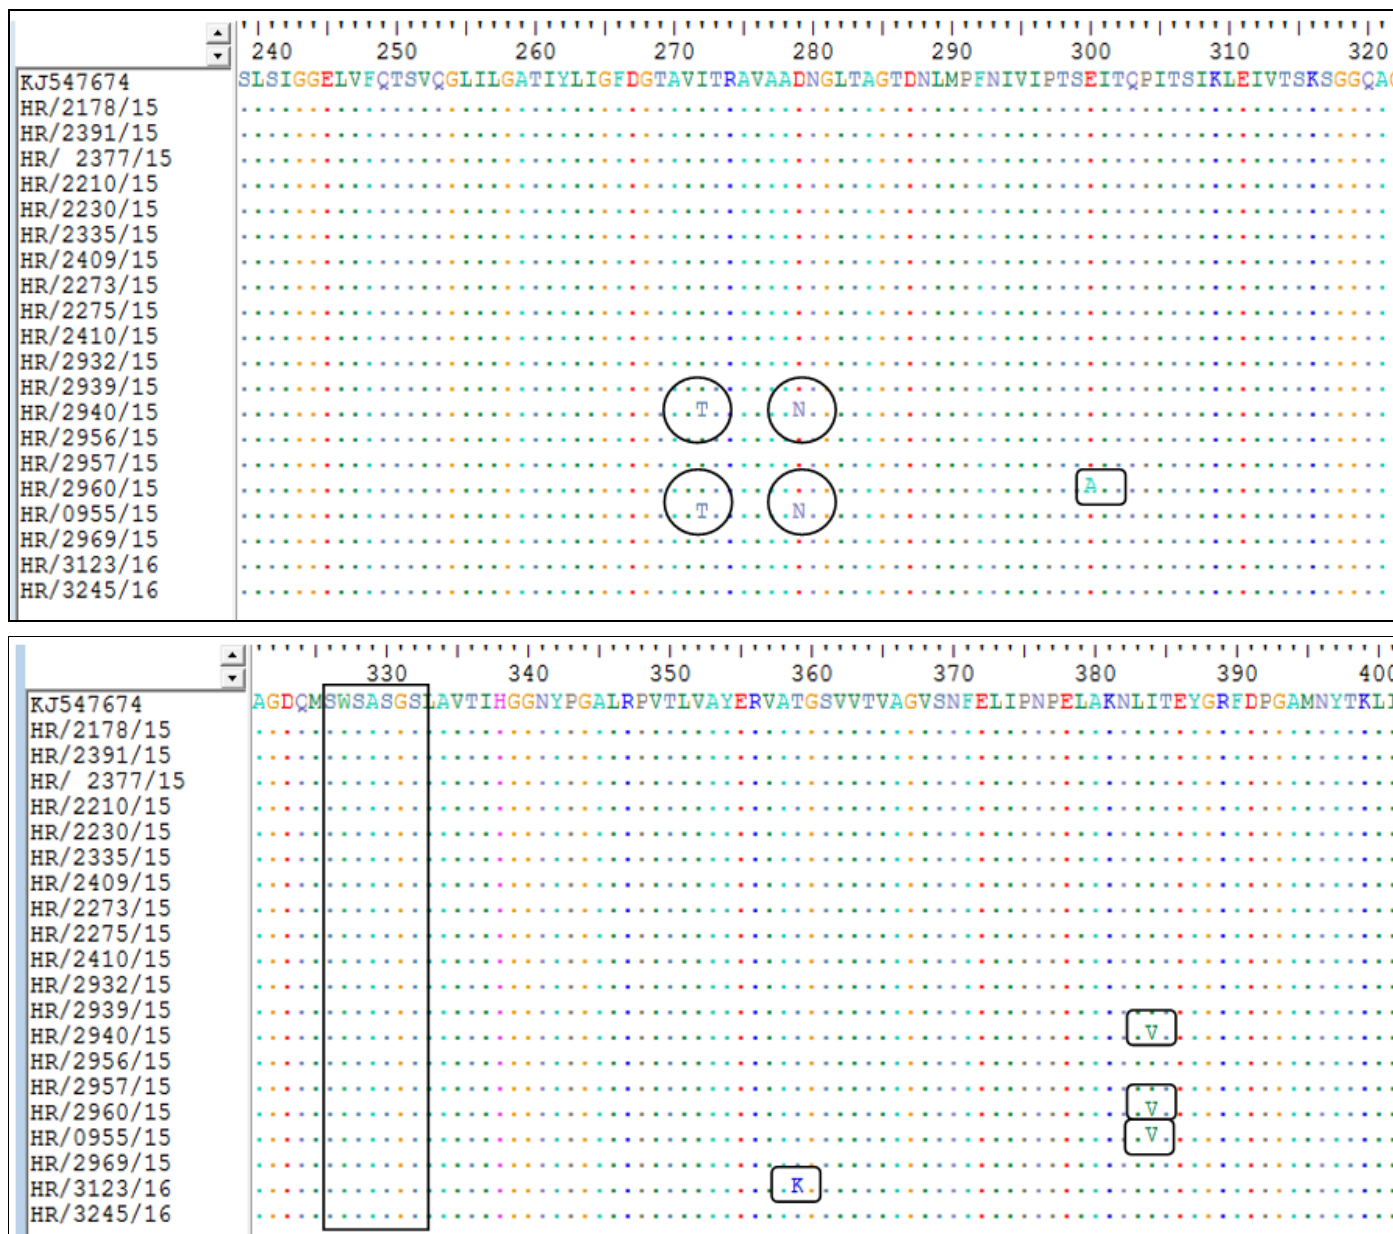 240 250 260 270 280 290 300 310 320
KJ547674 SLSIGGELVFQTSVQGLILGATIYLIGFDGTAVITRAVAADNGLTAGTDNLMPFNIVIPTSEITQPITSIKLEIVTSKSGGQAG
HR/2178/15
HR/2391/15
HR/ 2377/15
HR/2210/15
HR/2230/15
HR/2335/15
HR/2409/15
HR/2273/15
HR/2275/15
HR/2410/15
HR/2932/15
HR/2939/15
HR/2940/15 T N
HR/2956/15
HR/2957/15
HR/2960/15 A
HR/0955/15 T N
HR/2969/15
HR/3123/16
HR/3245/16
330 340 350 360 370 380 390 400
KJ547674 AGDQMSWSASGSLAVTIHGGNYPGALRPVTLVAYERVATGSVVTVAGVSNFELIPNPELAKNLITEYGRFDPGAMNYTKLI
HR/2178/15
HR/2391/15
HR/ 2377/15
HR/2210/15
HR/2230/15
HR/2335/15
HR/2409/15
HR/2273/15
HR/2275/15
HR/2410/15
HR/2932/15
HR/2939/15
HR/2940/15 V
HR/2956/15
HR/2957/15
HR/2960/15 V
HR/0955/15 V
HR/2969/15
HR/3123/16 K
HR/3245/16